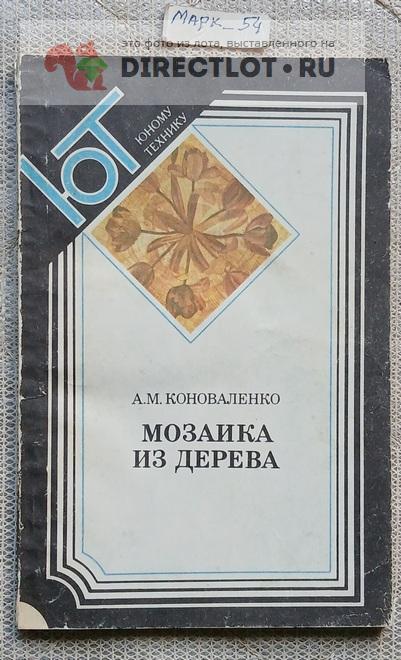 МАРК_54
это фото из лота, выставленного на
DIRECTLOT.RU
ЮТ
ЮНОМУ
ТЕХНИКУ
А.М. КОНОВАЛЕНКО
МОЗАИКА
ИЗ ДЕРЕВА